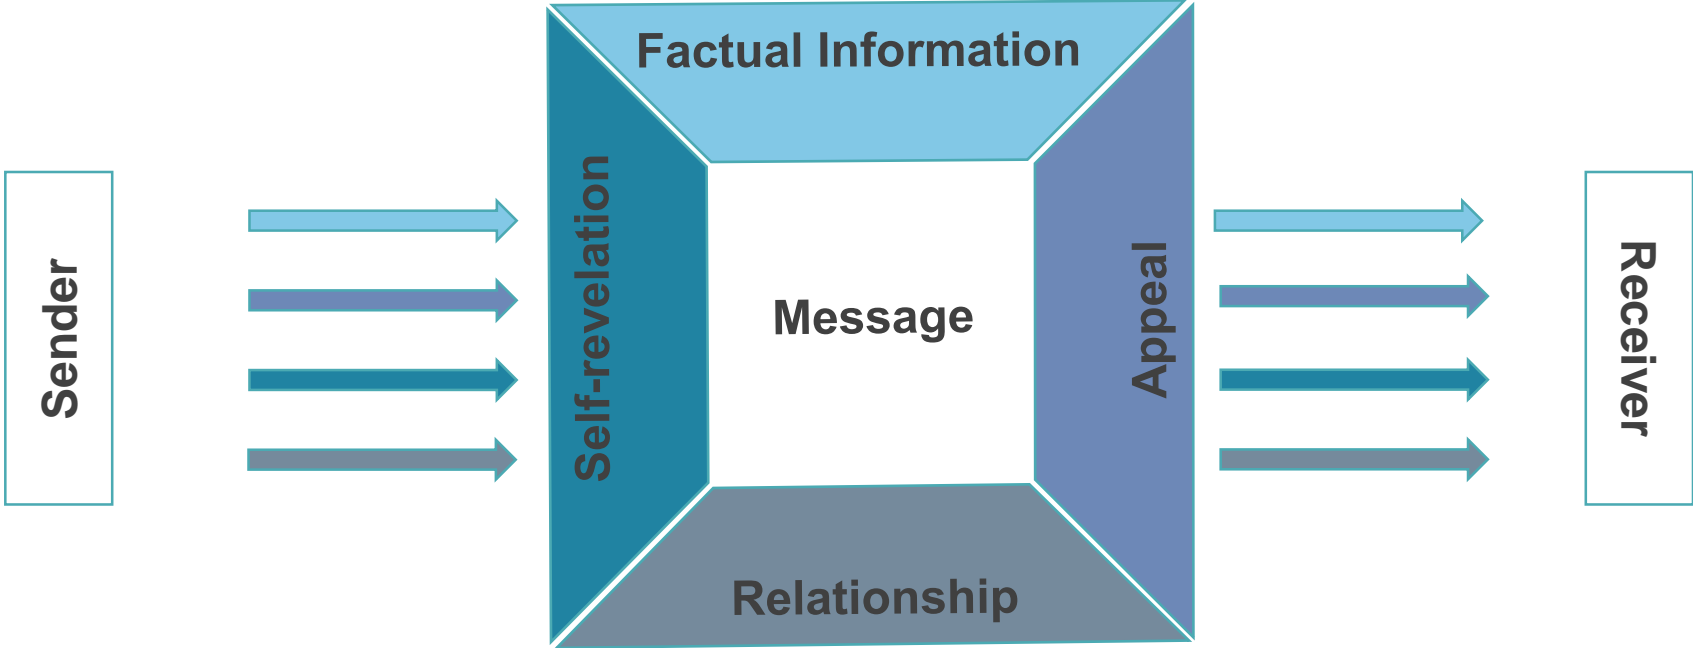 Factual Information
Sender
Self-revelation
Message
Appeal
Receiver
Relationship